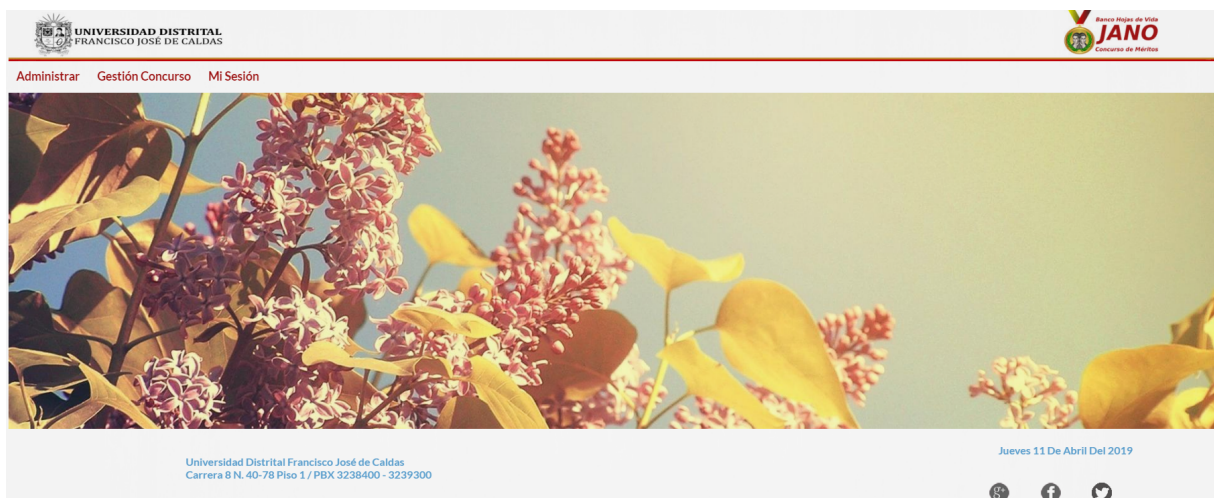 UNIVERSIDAD DISTRITAL
FRANCISCO JOSÉ DE CALDAS
Banco Hojas de Vida
JANO
Concurso de Méritos
Administrar Gestión Concurso Mi Sesión
Jueves 11 De Abril Del 2019
Universidad Distrital Francisco José de Caldas
Carrera 8 N. 40-78 Piso 1 / PBX 3238400 - 3239300
g+ f